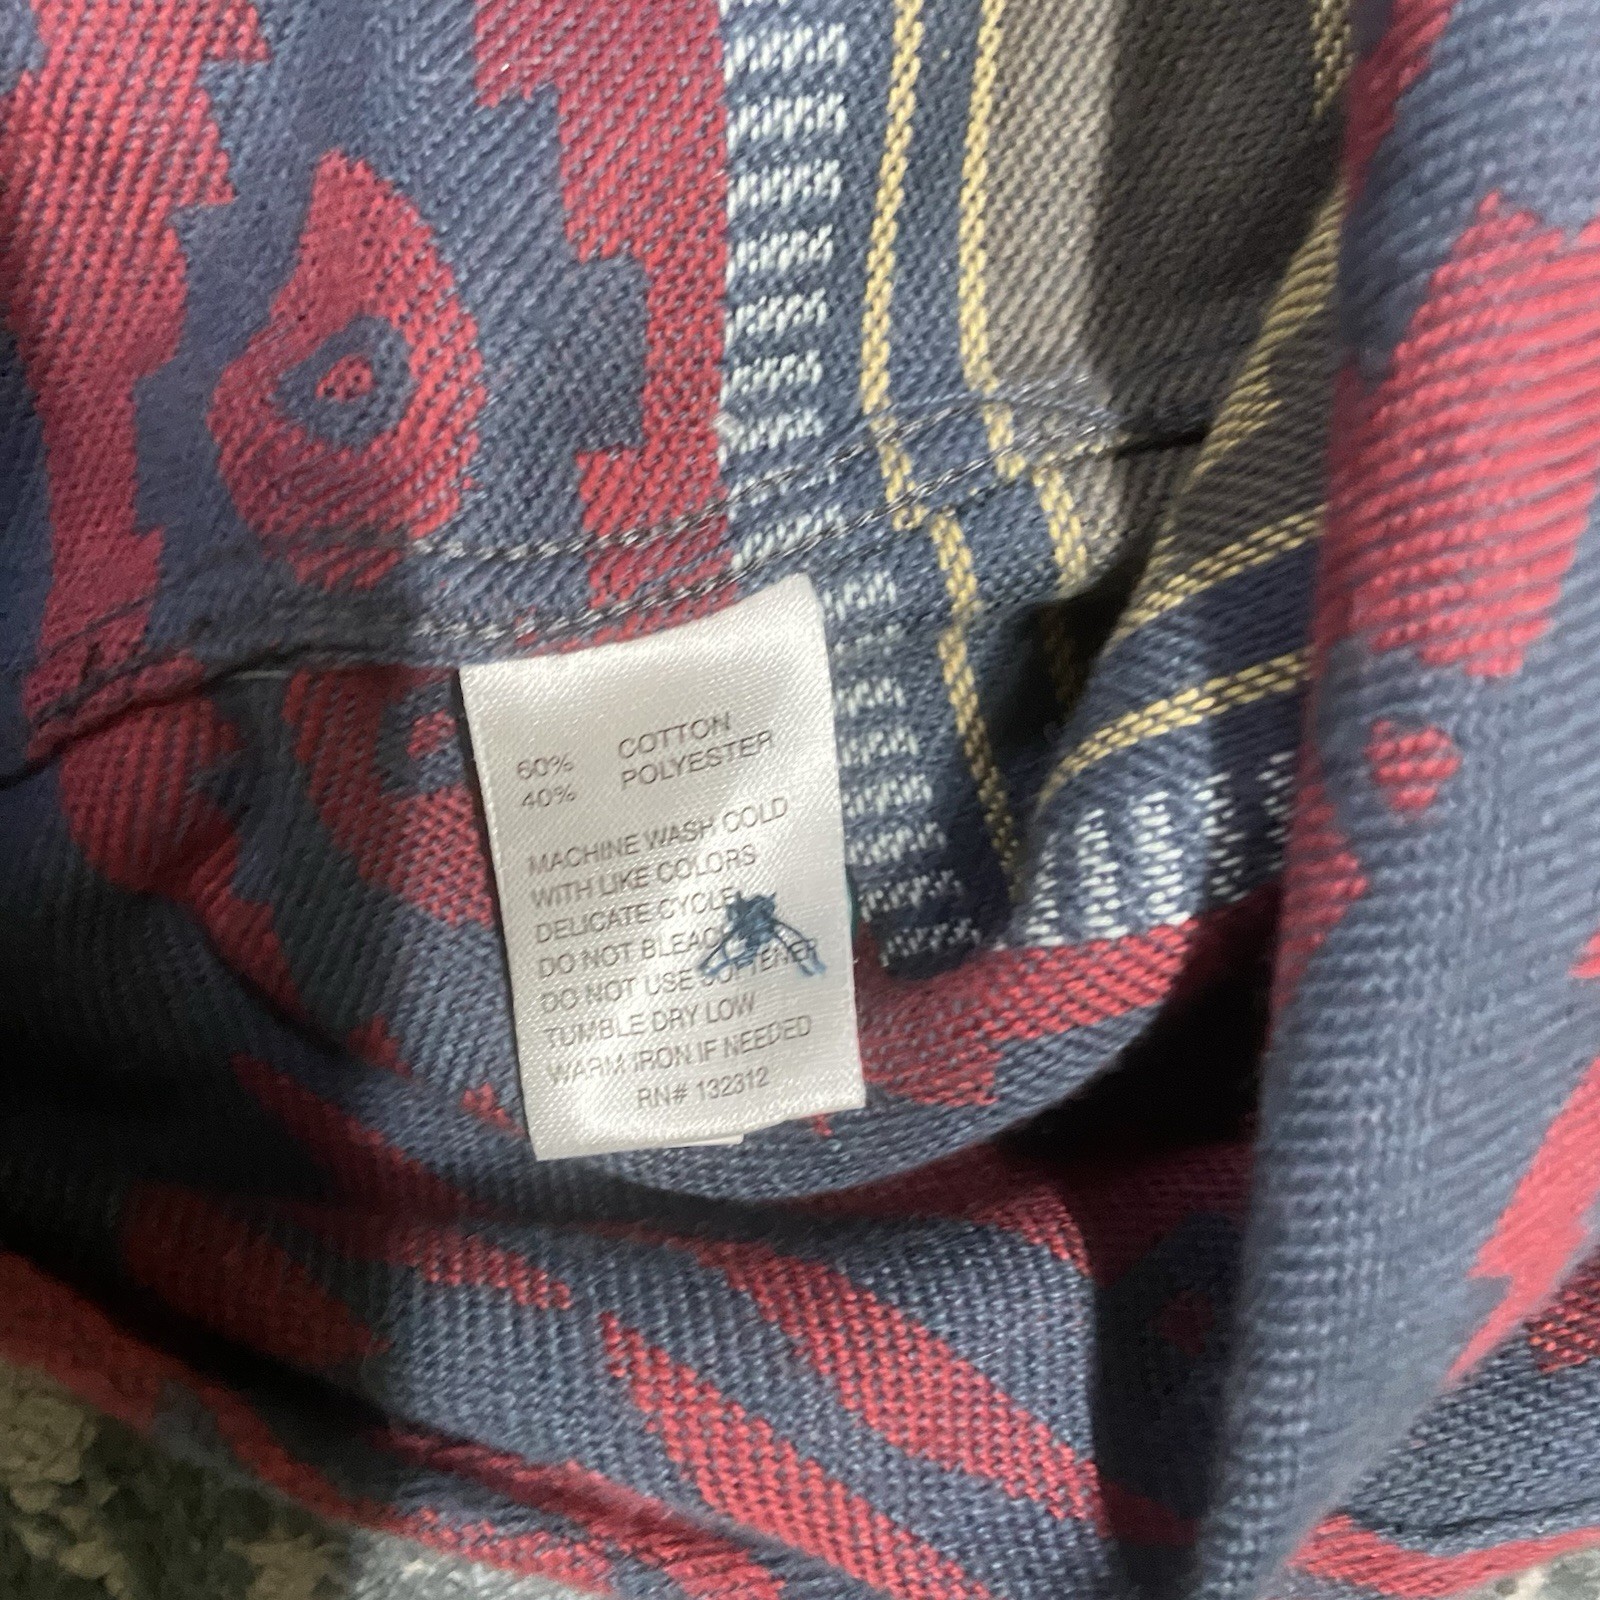 60% COTTON
40% POLYESTER
MACHINE WASH COLD
WITH LIKE COLORS
DELICATE CYCLE
DO NOT BLEACH
DO NOT USE SOFTENER
TUMBLE DRY LOW
WARM IRON IF NEEDED
RN# 132312